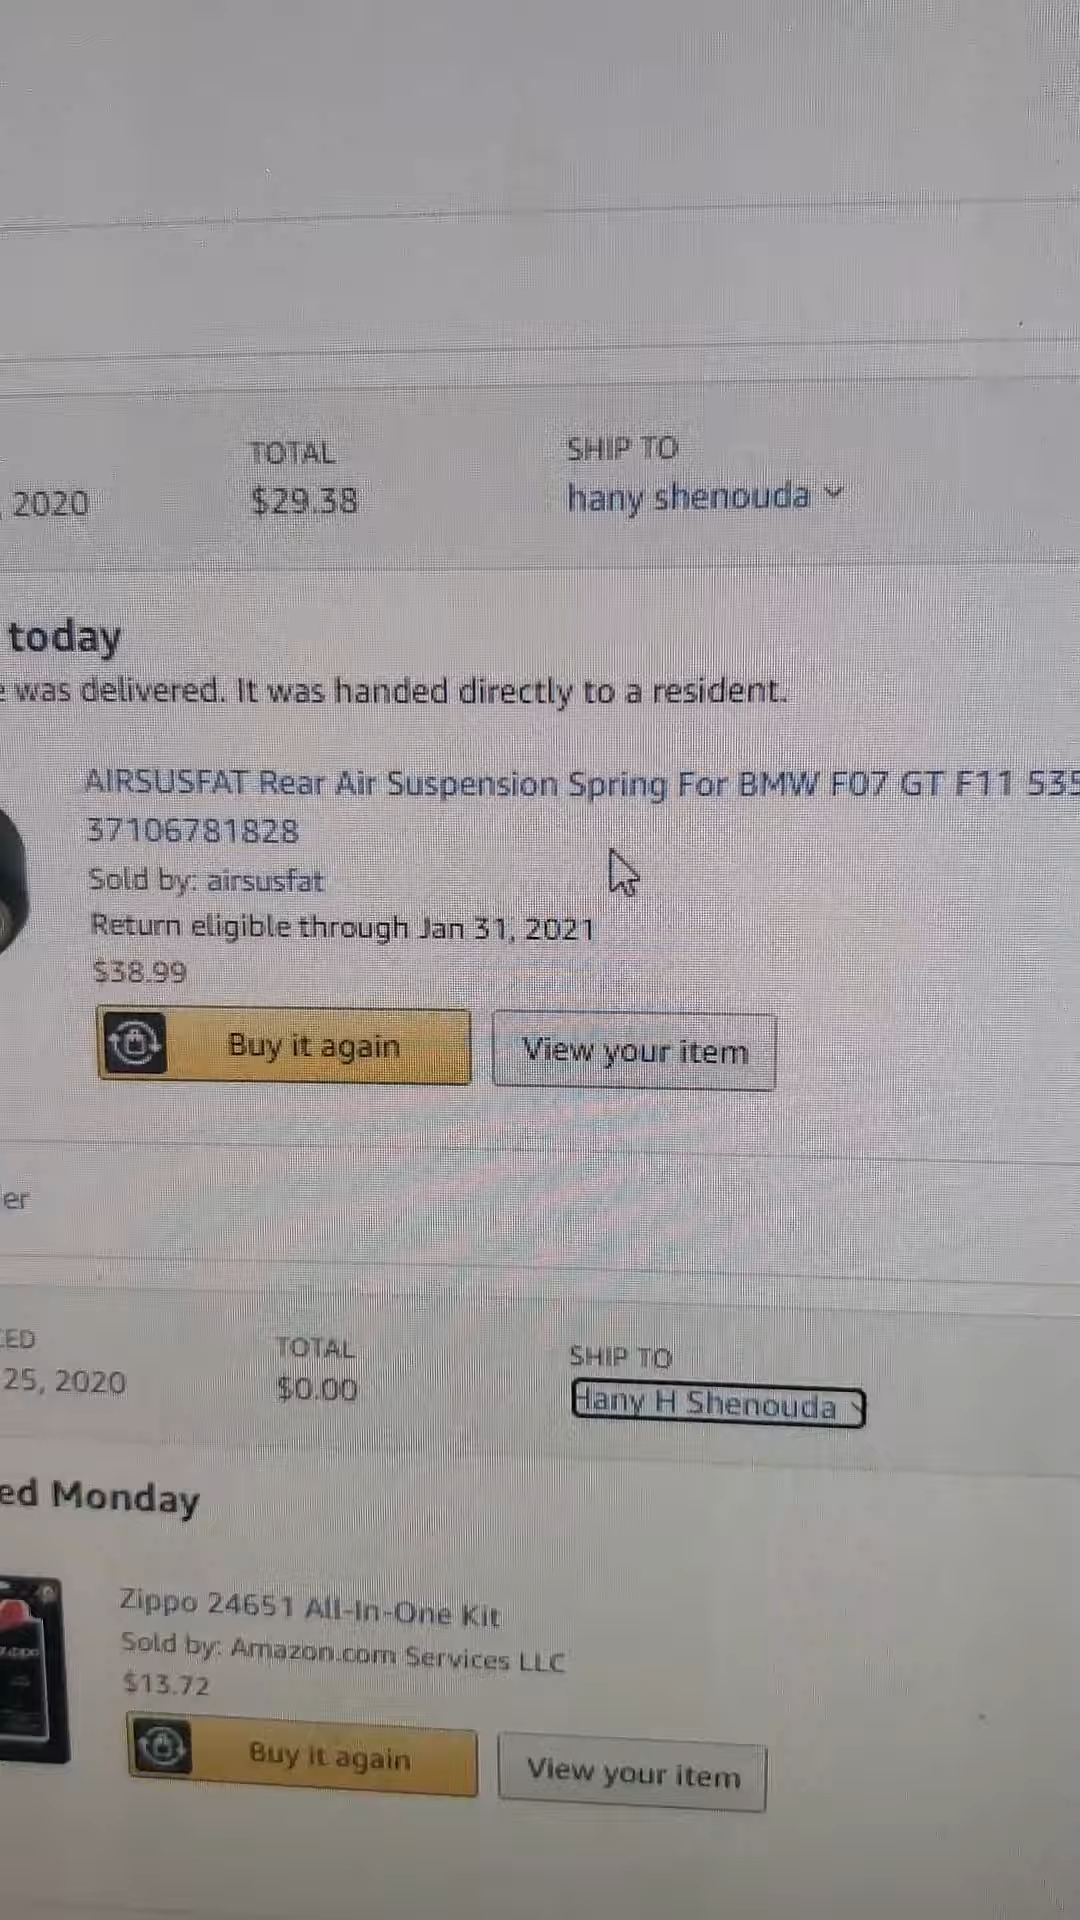 TOTAL
SHIP TO
2020
$29.38
hany shenouda
today
was delivered. It was handed directly to a resident.
AIRSUSFAT Rear Air Suspension Spring For BMW F07 GT F11 535
37106781828
Sold by: airsusfat
Return eligible through Jan 31, 2021
$38.99
Buy it again
View your item
er
TOTAL
SHIP TO
25, 2020
$0.00
Hany H Shenouda
ed Monday
Zippo 24651 All-In-One Kit
Sold by: Amazon.com Services LLC
$13.72
Buy it again
View your item